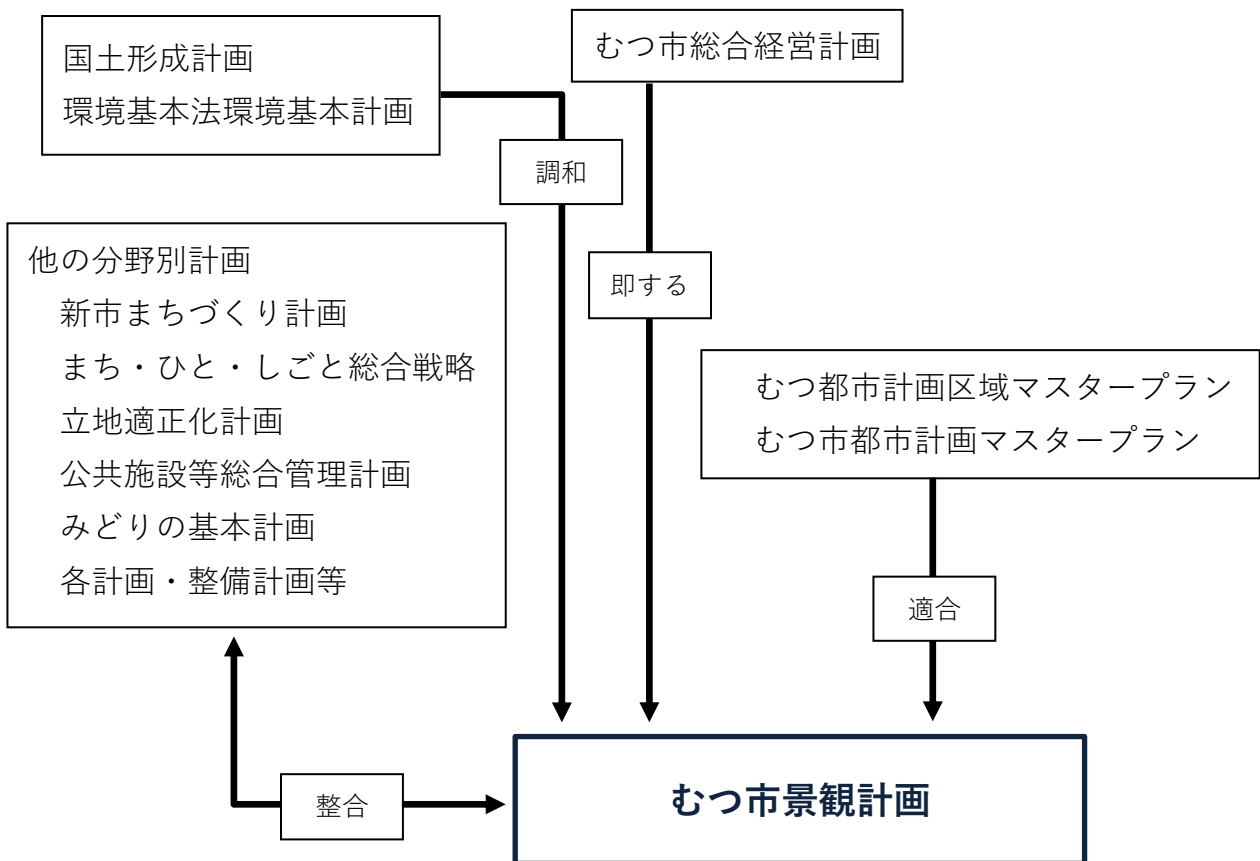 国土形成計画
環境基本法環境基本計画
むつ市総合経営計画
調和
即する
他の分野別計画
新市まちづくり計画
まち・ひと・しごと総合戦略
立地適正化計画
公共施設等総合管理計画
みどりの基本計画
各計画・整備計画等
むつ都市計画区域マスタープラン
むつ市都市計画マスタープラン
適合
整合
むつ市景観計画